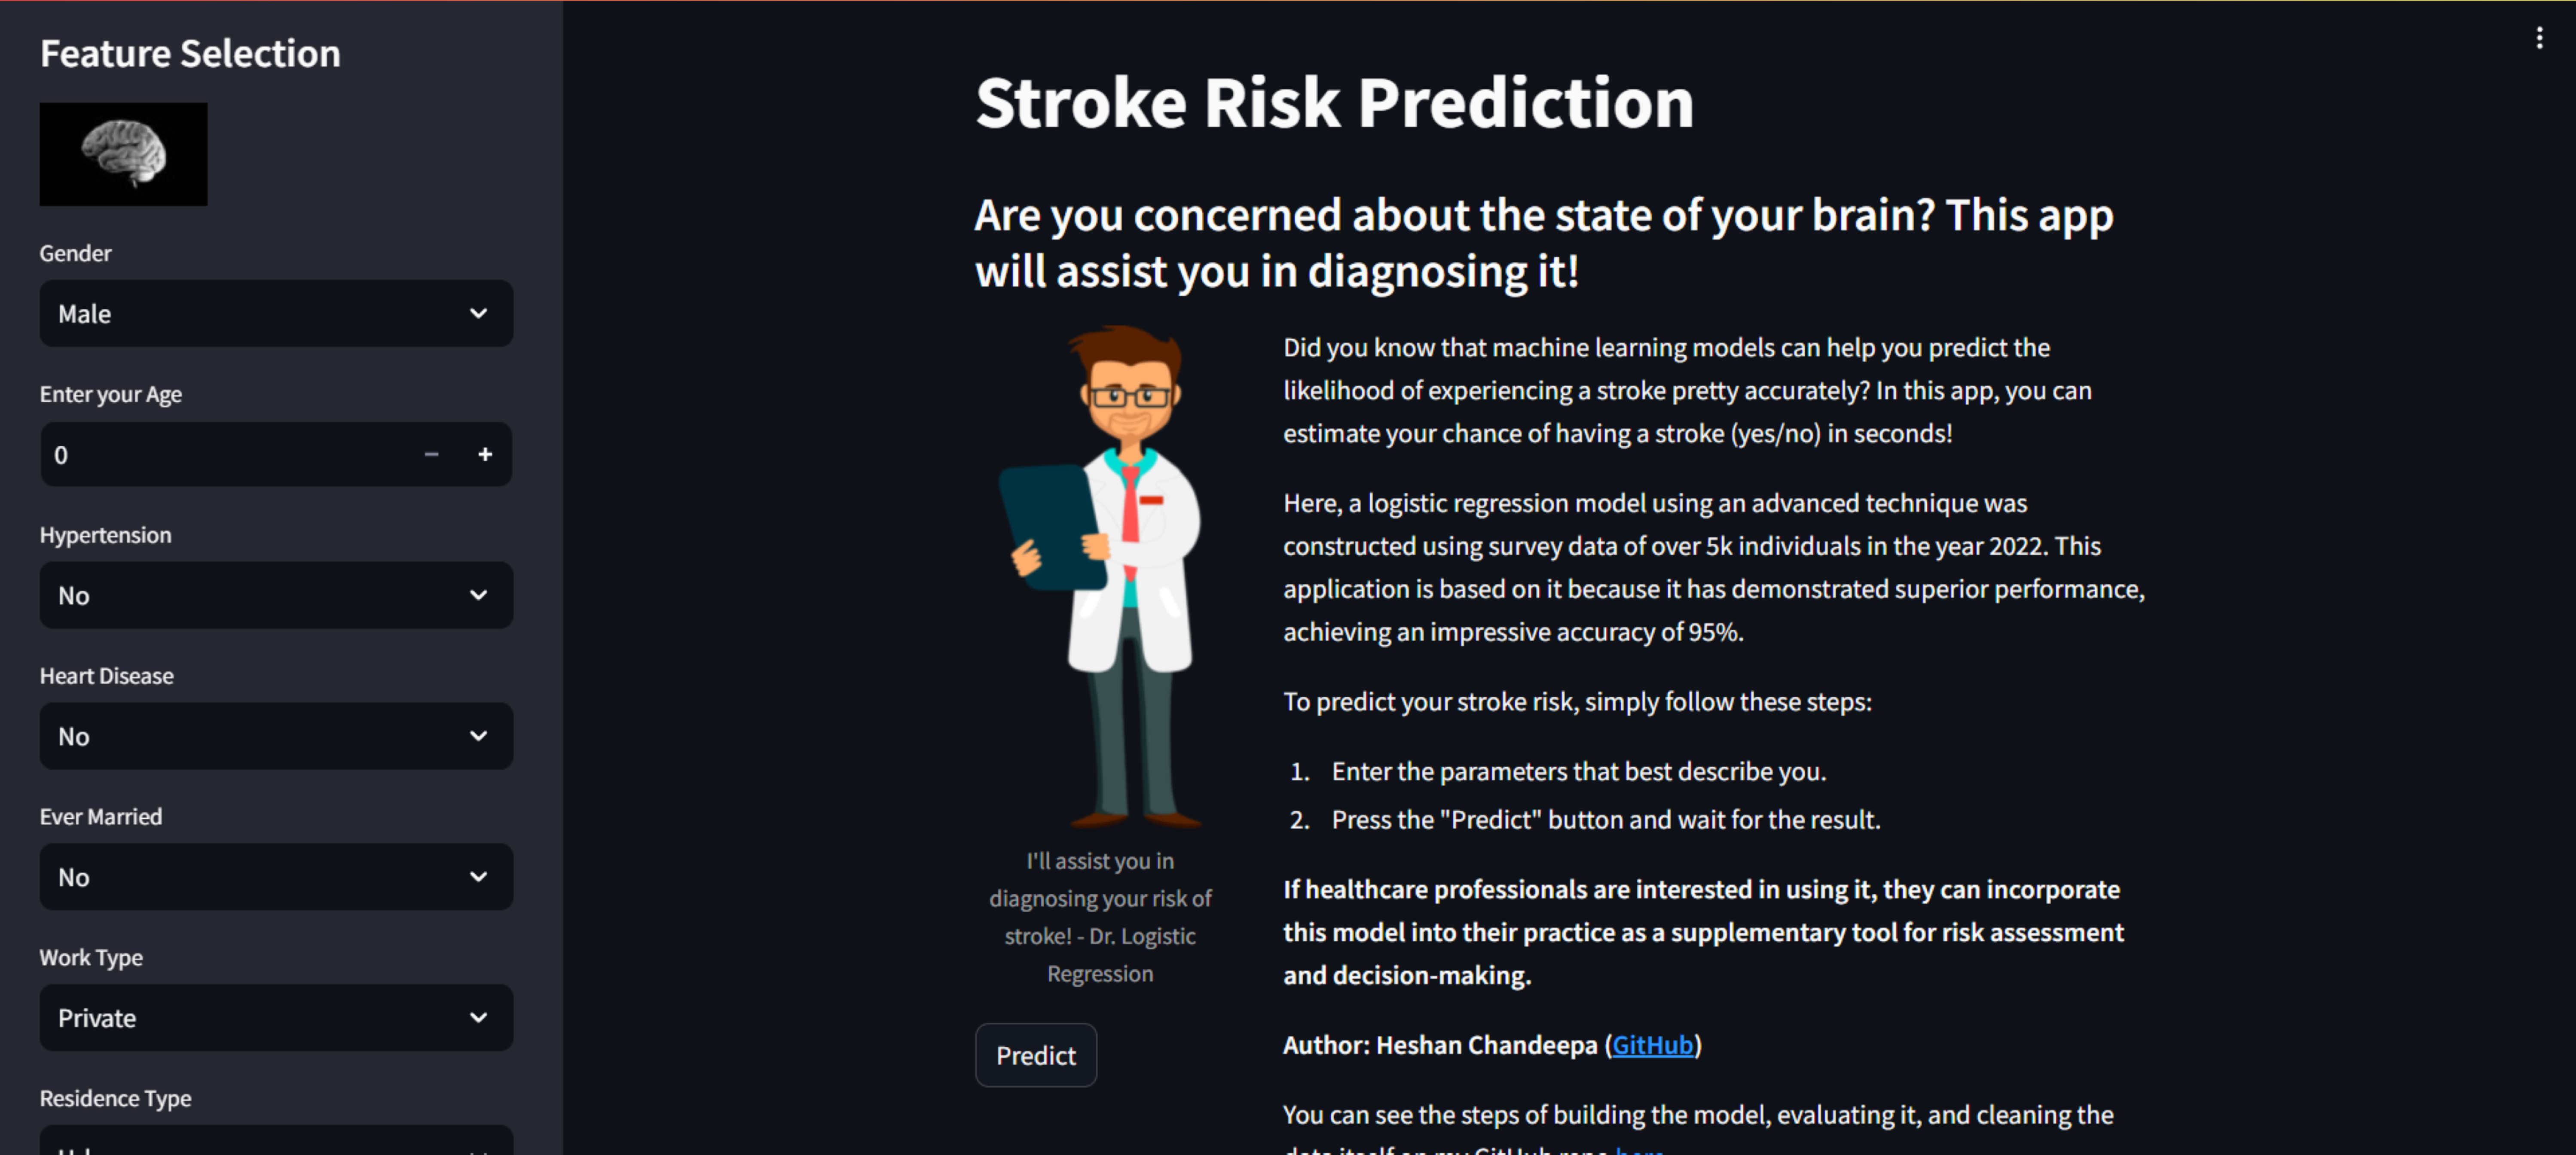 Feature Selection
Gender
Male
Enter your Age
0
Hypertension
No
Heart Disease
No
Ever Married
No
Work Type
Private
Residence Type
Stroke Risk Prediction
Are you concerned about the state of your brain? This app
will assist you in diagnosing it!
I'll assist you in
diagnosing your risk of
stroke! - Dr. Logistic
Regression
Predict
Did you know that machine learning models can help you predict the
likelihood of experiencing a stroke pretty accurately? In this app, you can
estimate your chance of having a stroke (yes/no) in seconds!
Here, a logistic regression model using an advanced technique was
constructed using survey data of over 5k individuals in the year 2022. This
application is based on it because it has demonstrated superior performance,
achieving an impressive accuracy of 95%.
To predict your stroke risk, simply follow these steps:
1. Enter the parameters that best describe you.
2. Press the "Predict" button and wait for the result.
If healthcare professionals are interested in using it, they can incorporate
this model into their practice as a supplementary tool for risk assessment
and decision-making.
Author: Heshan Chandeepa (GitHub)
You can see the steps of building the model, evaluating it, and cleaning the
data itself on my GitHub repo here